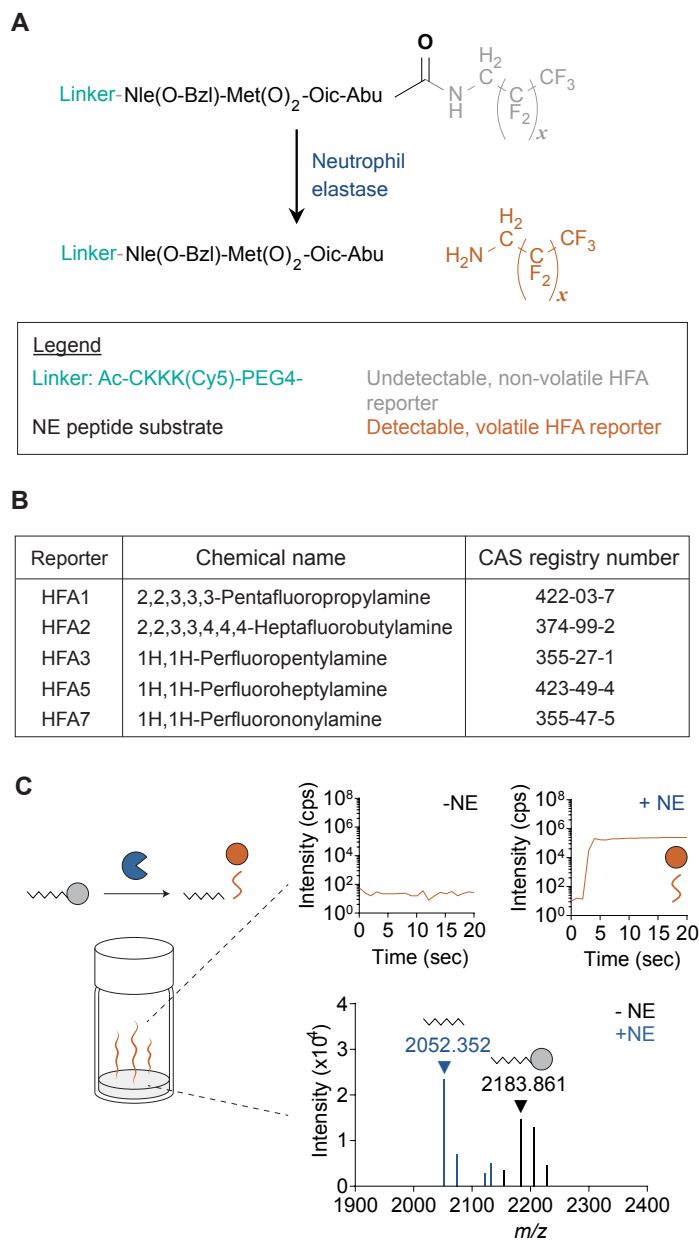 A
O
H2
C
CF3
N
H
C
F2
x
Linker-Nle(O-Bzl)-Met(O)2-Oic-Abu
Neutrophil
elastase
H2
C
CF3
H2N
C
F2
x
Linker-Nle(O-Bzl)-Met(O)2-Oic-Abu
Legend
Linker: Ac-CKKK(Cy5)-PEG4-
Undetectable, non-volatile HFA
reporter
NE peptide substrate
Detectable, volatile HFA reporter
B
Reporter Chemical name CAS registry number
HFA1 2,2,3,3,3-Pentafluoropropylamine 422-03-7
HFA2 2,2,3,3,4,4,4-Heptafluorobutylamine 374-99-2
HFA3 1H,1H-Perfluoropentylamine 355-27-1
HFA5 1H,1H-Perfluoroheptylamine 423-49-4
HFA7 1H,1H-Perfluorononylamine 355-47-5
C
-NE
Intensity (cps)
10^8
10^6
10^4
10^2
10^0
0 5 10 15 20
Time (sec)
+ NE
Intensity (cps)
10^8
10^6
10^4
10^2
10^0
0 5 10 15 20
Time (sec)
- NE
+NE
2052.352
2183.861
Intensity (x10^4)
4
3
2
1
0
1900 2000 2100 2200 2300 2400
m/z